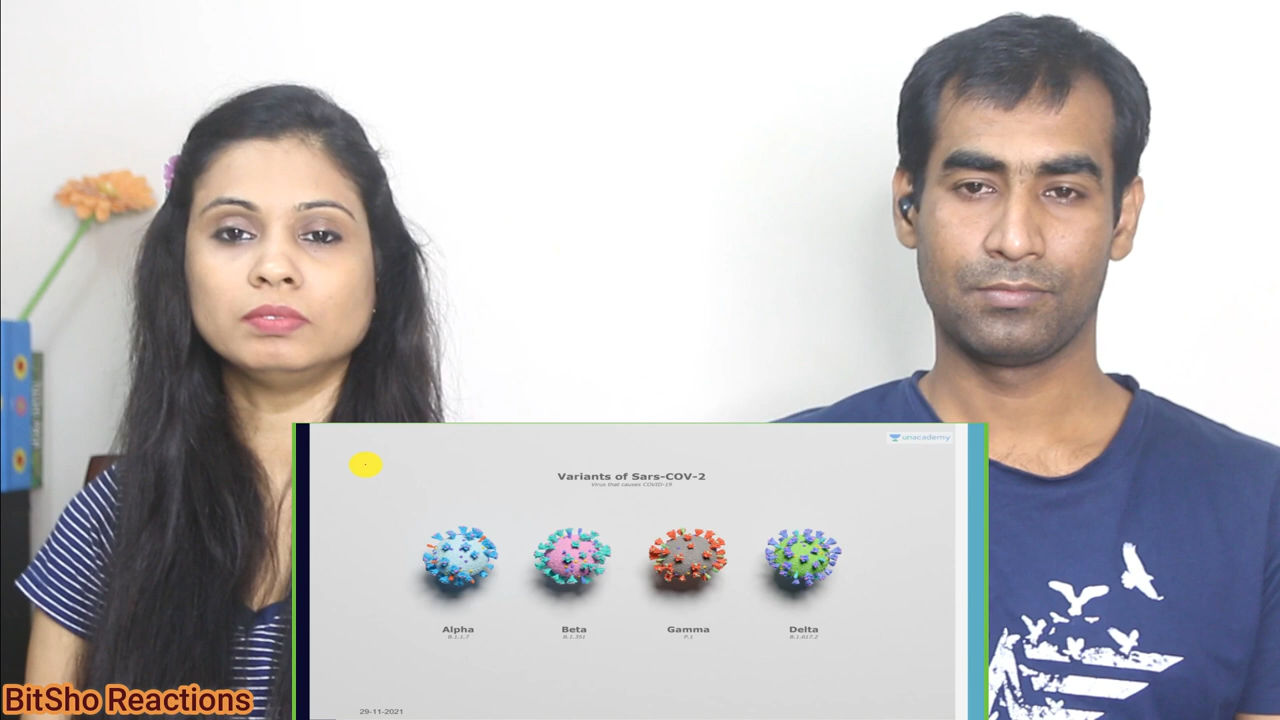 unacademy
Variants of Sars-COV-2
Virus that causes COVID-19
Alpha
B.1.1.7
Beta
B.1.351
Gamma
P.1
Delta
B.1.617.2
29-11-2021
BitSho Reactions